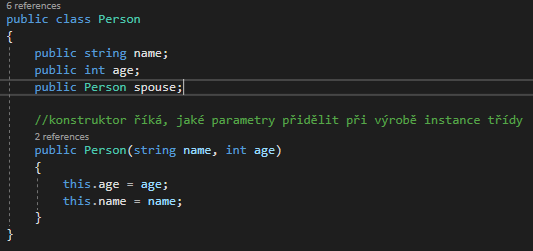 6 references
public class Person
{
public string name;
public int age;
public Person spouse;
//konstruktor říká, jaké parametry přidělit při výrobě instance třídy
2 references
public Person(string name, int age)
{
this.age = age;
this.name = name;
}
}